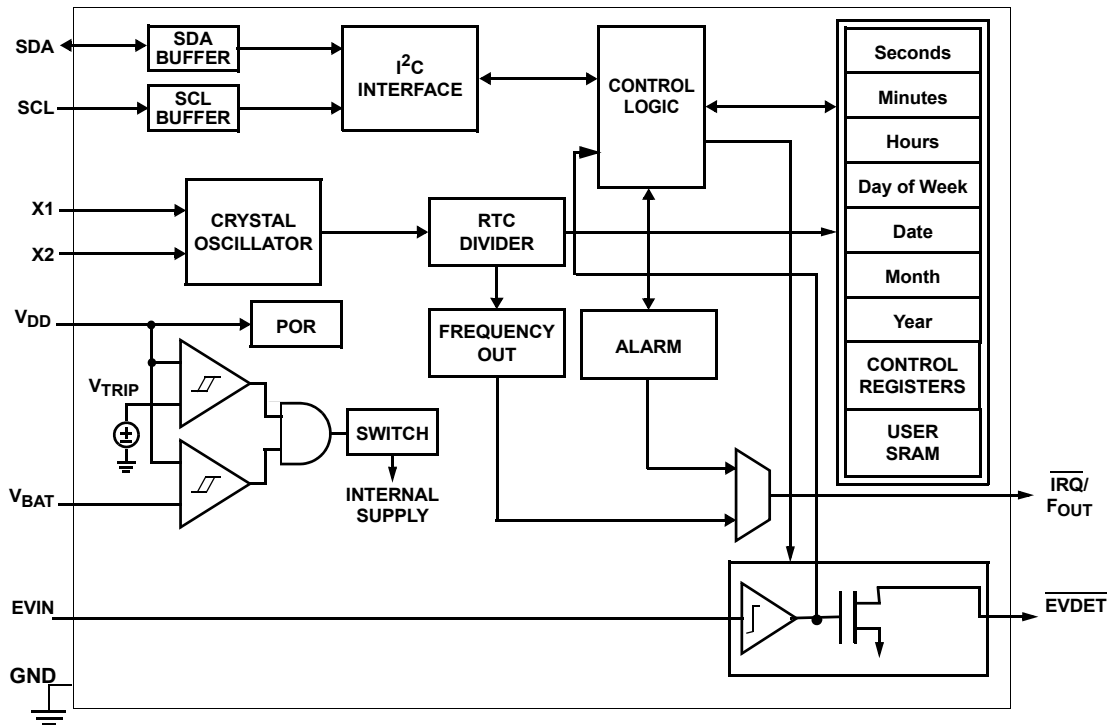 SDA
SDA
BUFFER
SCL
SCL
BUFFER
I²C
INTERFACE
CONTROL
LOGIC
Seconds
Minutes
Hours
Day of Week
Date
Month
Year
CONTROL
REGISTERS
USER
SRAM
X1
X2
CRYSTAL
OSCILLATOR
RTC
DIVIDER
FREQUENCY
OUT
ALARM
VDD
POR
VTRIP
SWITCH
INTERNAL
SUPPLY
VBAT
IRQ/
FOUT
EVIN
EVDET
GND